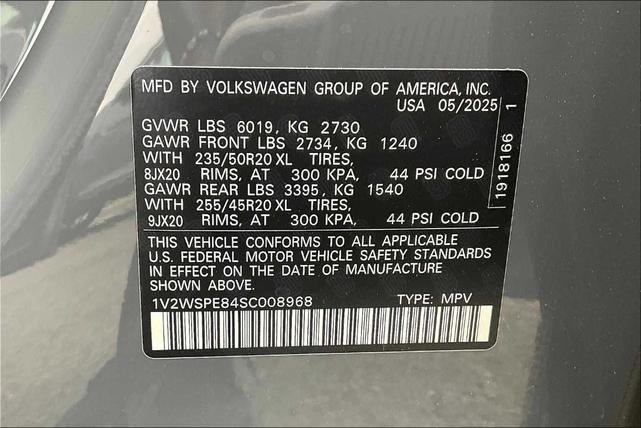 MFD BY VOLKSWAGEN GROUP OF AMERICA, INC.
USA 05/2025
GVWR LBS 6019, KG 2730
GAWR FRONT LBS 2734, KG 1240
WITH 235/50R20 XL TIRES,
8JX20 RIMS, AT 300 KPA, 44 PSI COLD
GAWR REAR LBS 3395, KG 1540
WITH 255/45R20 XL TIRES,
9JX20 RIMS, AT 300 KPA, 44 PSI COLD
1918166 1
THIS VEHICLE CONFORMS TO ALL APPLICABLE
U.S. FEDERAL MOTOR VEHICLE SAFETY STANDARDS
IN EFFECT ON THE DATE OF MANUFACTURE
SHOWN ABOVE.
1V2WSPE84SC008968 TYPE: MPV